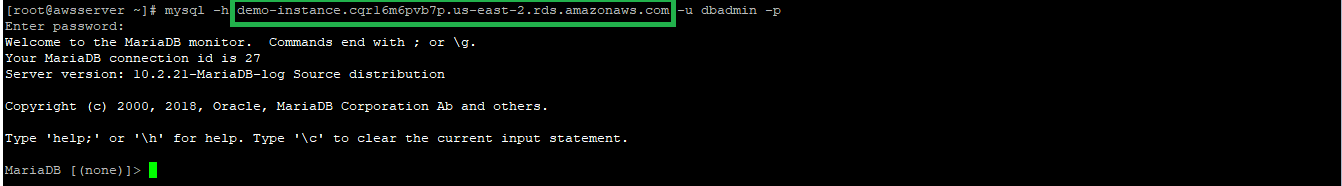 [root@awsserver ~]# mysql -h demo-instance.cqr16m6pvb7p.us-east-2.rds.amazonaws.com -u dbadmin -p
Enter password:
Welcome to the MariaDB monitor.  Commands end with ; or \g.
Your MariaDB connection id is 27
Server version: 10.2.21-MariaDB-log Source distribution
Copyright (c) 2000, 2018, Oracle, MariaDB Corporation Ab and others.
Type 'help;' or '\h' for help. Type '\c' to clear the current input statement.
MariaDB [(none)]>